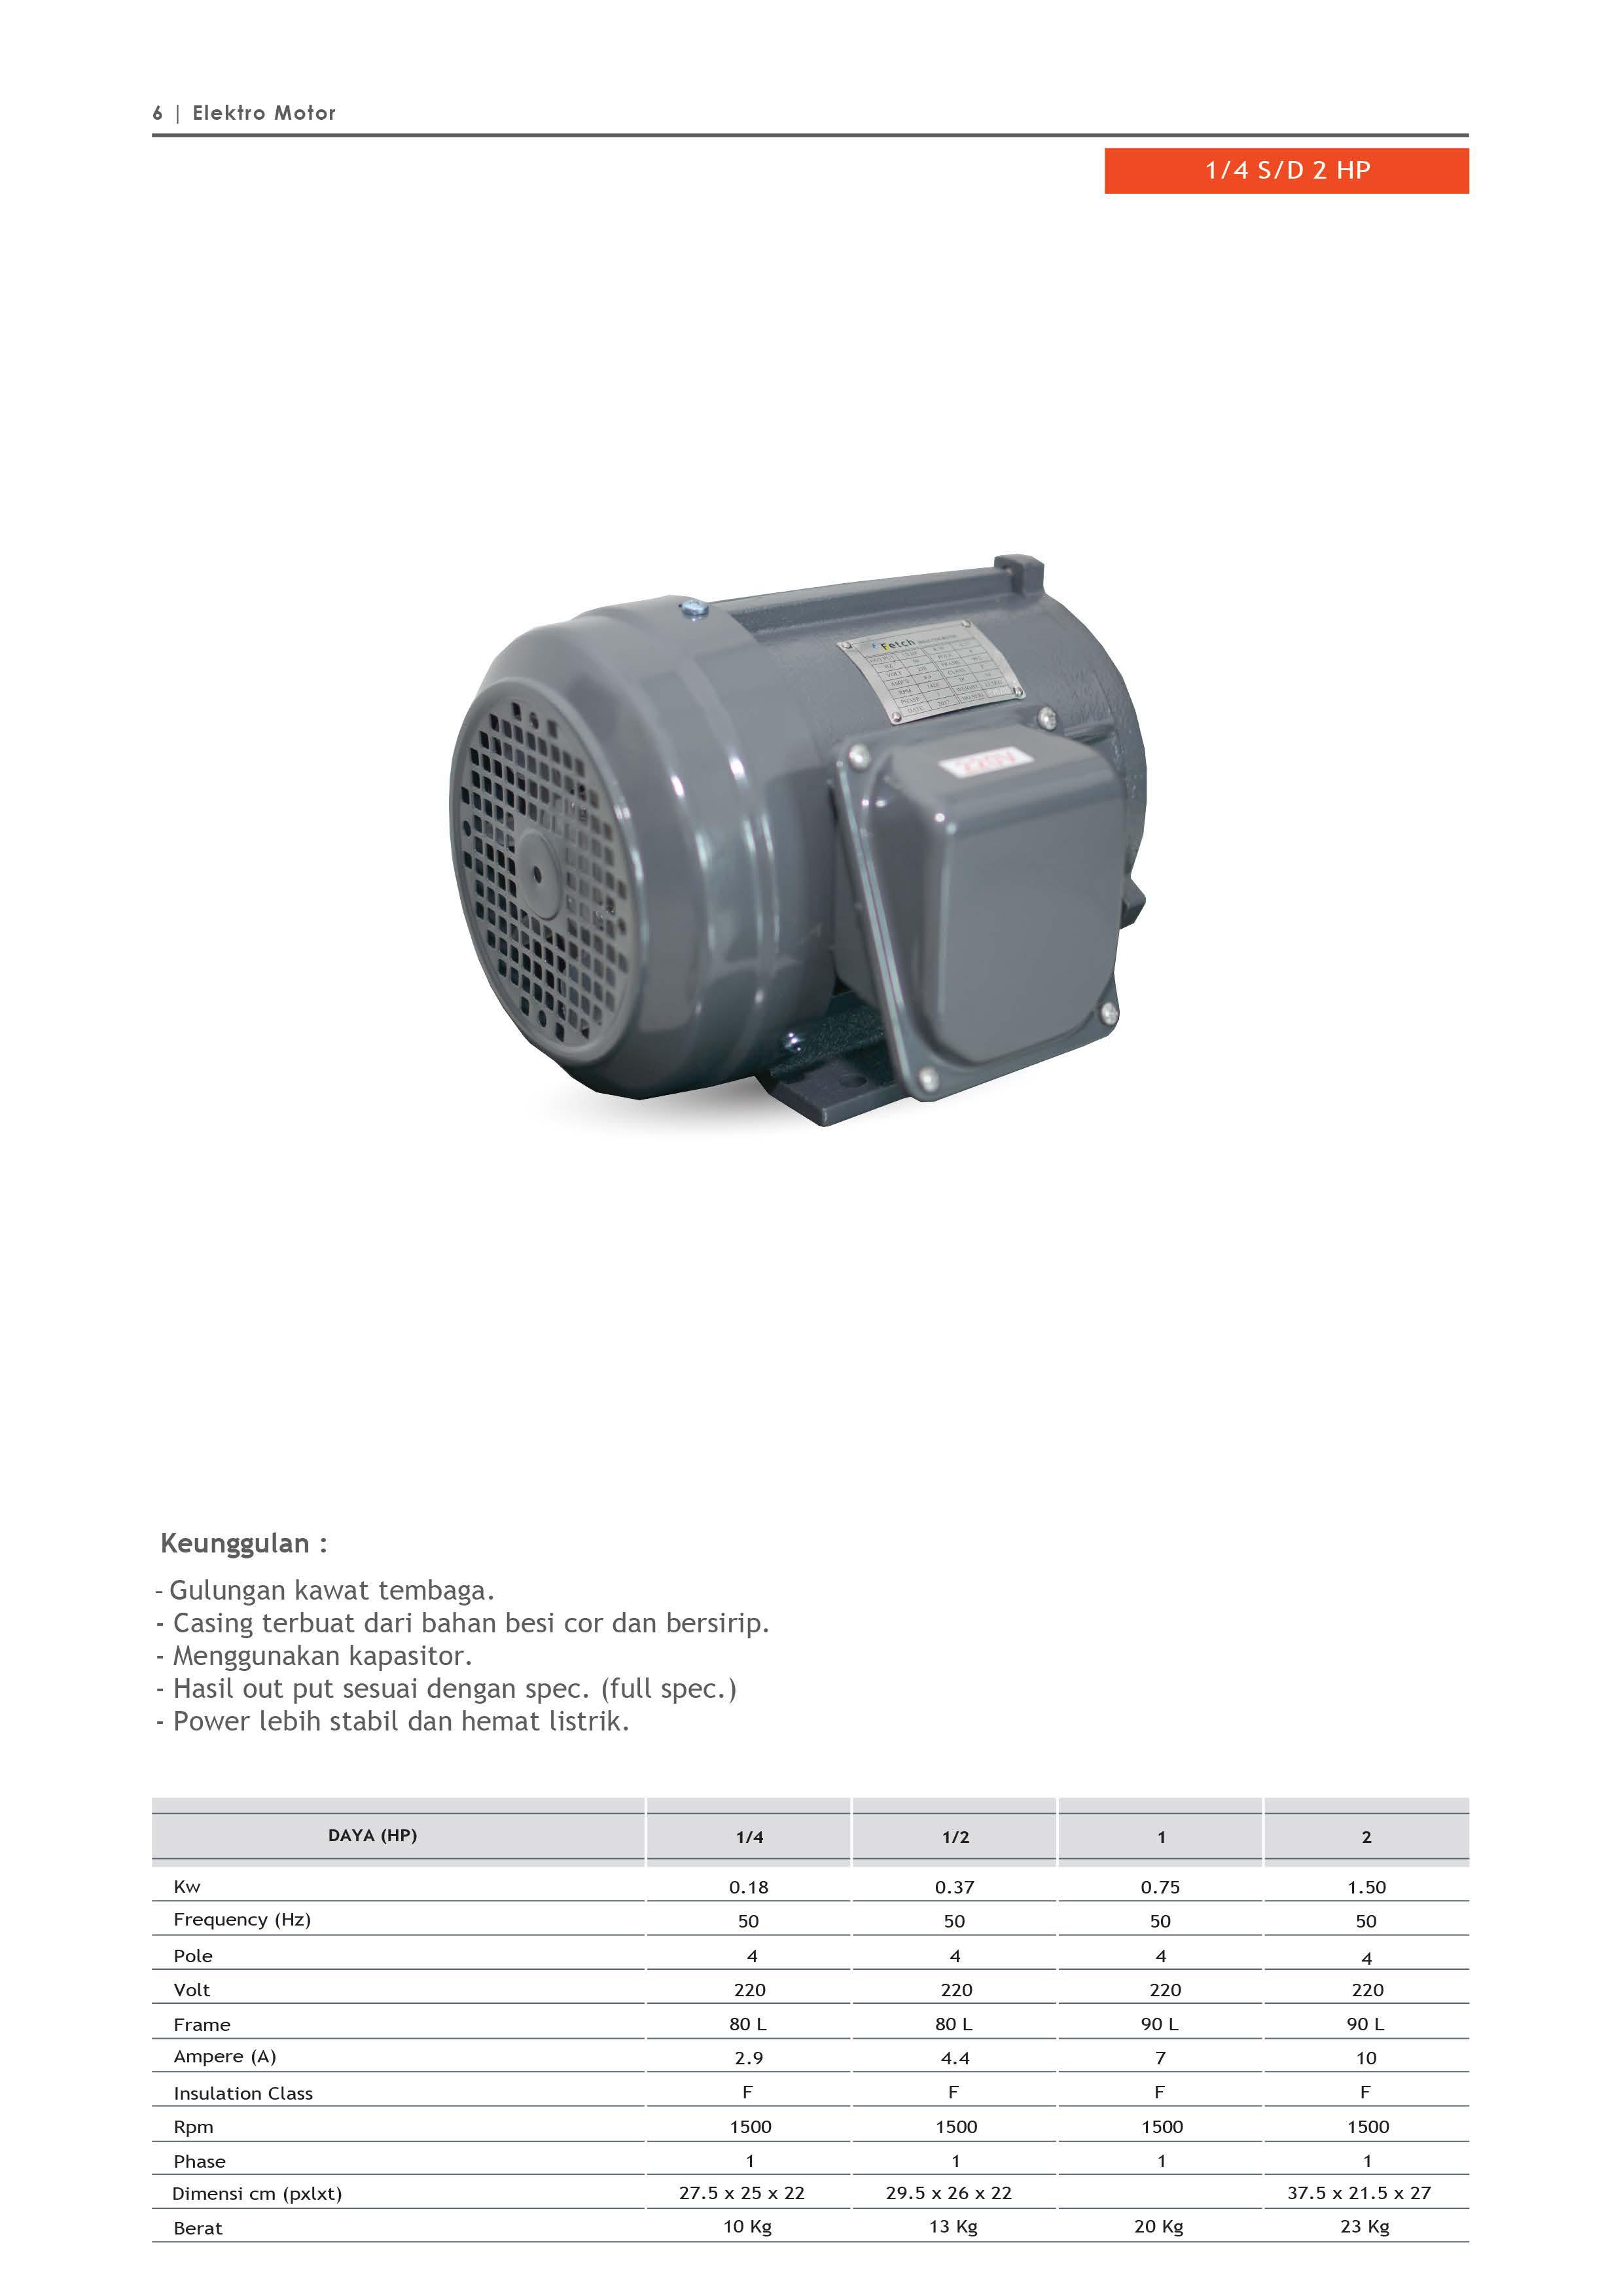 6 | Elektro Motor
1/4 S/D 2 HP
Fetch
220V
Keunggulan :
- Gulungan kawat tembaga.
- Casing terbuat dari bahan besi cor dan bersirip.
- Menggunakan kapasitor.
- Hasil out put sesuai dengan spec. (full spec.)
- Power lebih stabil dan hemat listrik.
DAYA (HP) 1/4 1/2 1 2
Kw 0.18 0.37 0.75 1.50
Frequency (Hz) 50 50 50 50
Pole 4 4 4 4
Volt 220 220 220 220
Frame 80 L 80 L 90 L 90 L
Ampere (A) 2.9 4.4 7 10
Insulation Class F F F F
Rpm 1500 1500 1500 1500
Phase 1 1 1 1
Dimensi cm (pxlxt) 27.5 x 25 x 22 29.5 x 26 x 22 37.5 x 21.5 x 27
Berat 10 Kg 13 Kg 20 Kg 23 Kg